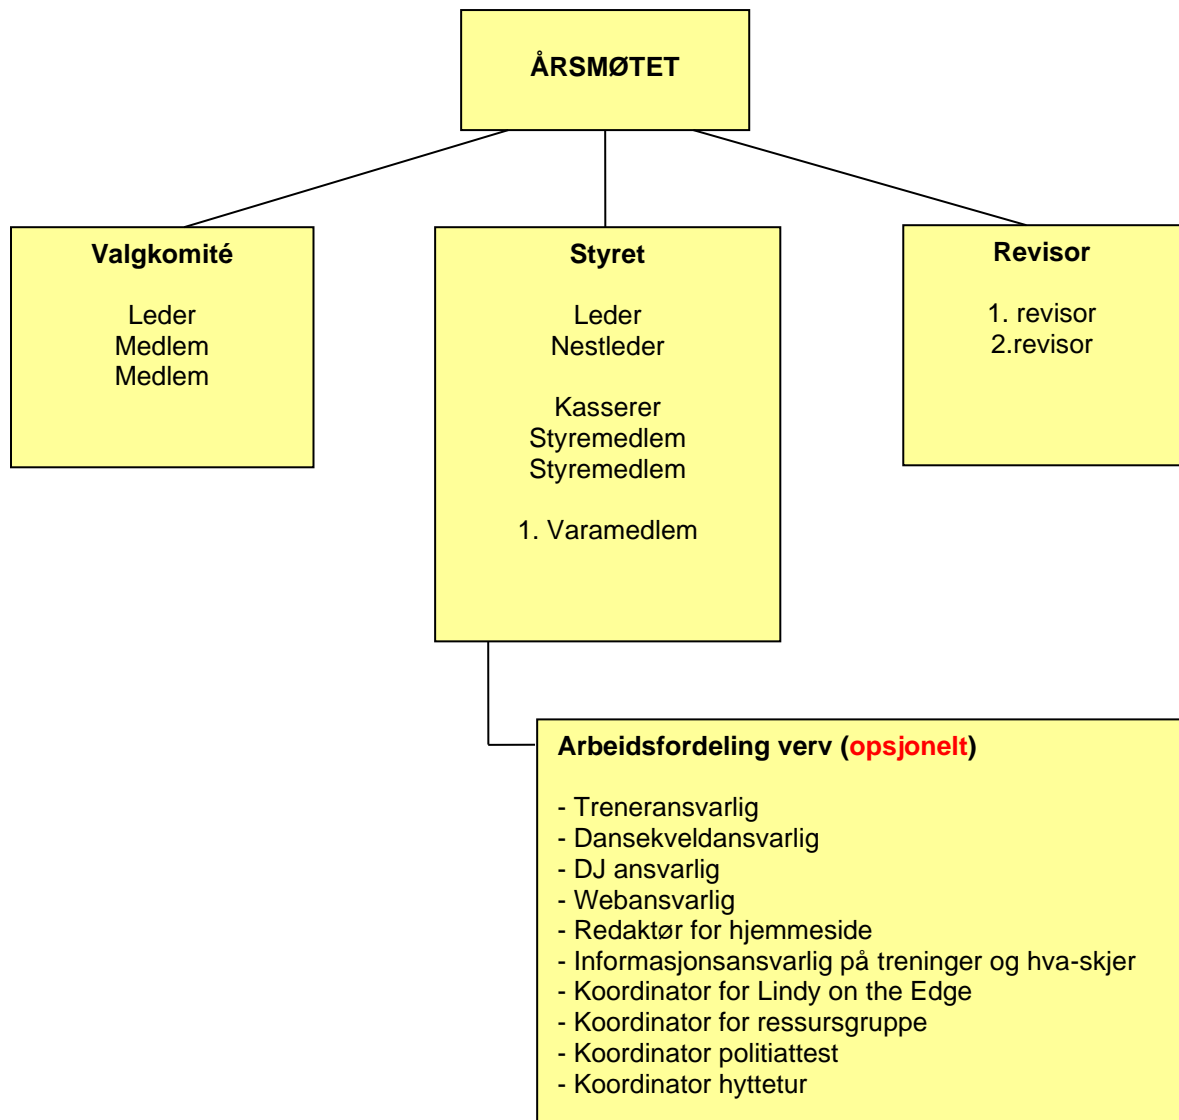 ÅRSMØTET
Valgkomité
Leder
Medlem
Medlem
Styret
Leder
Nestleder
Kasserer
Styremedlem
Styremedlem
1. Varamedlem
Revisor
1. revisor
2.revisor
Arbeidsfordeling verv (opsjonelt)
- Treneransvarlig
- Dansekveldansvarlig
- DJ ansvarlig
- Webansvarlig
- Redaktør for hjemmeside
- Informasjonsansvarlig på treninger og hva-skjer
- Koordinator for Lindy on the Edge
- Koordinator for ressursgruppe
- Koordinator politiattest
- Koordinator hyttetur